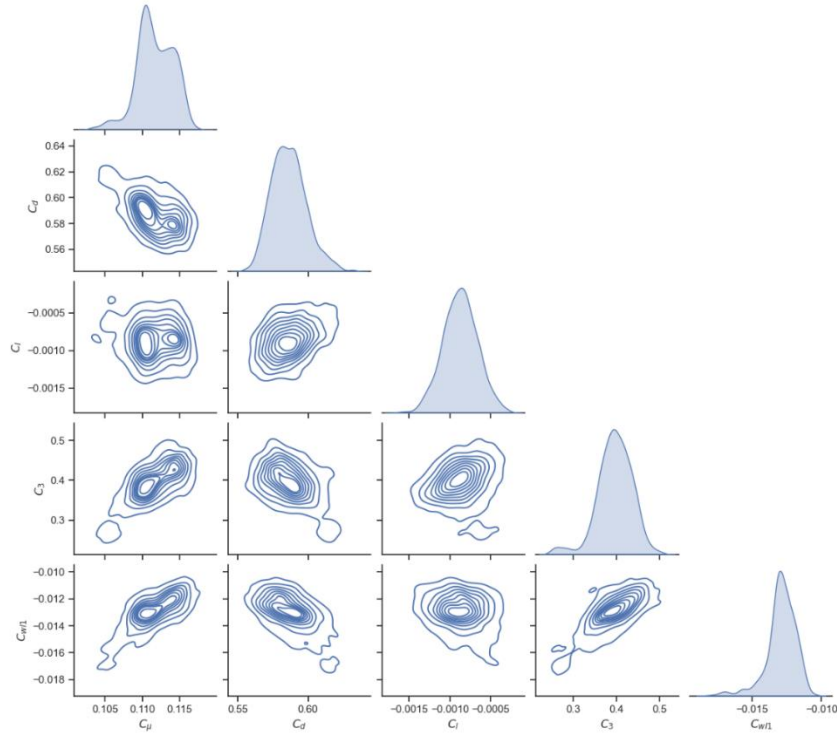 0.64
0.62
0.60
0.58
0.56
C_d
−0.0005
−0.0010
−0.0015
C_l
0.5
0.4
0.3
C_3
−0.010
−0.012
−0.014
−0.016
−0.018
C_{wl1}
0.105 0.110 0.115
C_μ
0.55 0.60
C_d
−0.0015 −0.0010 −0.0005
C_l
0.3 0.4 0.5
C_3
−0.015 −0.010
C_{wl1}